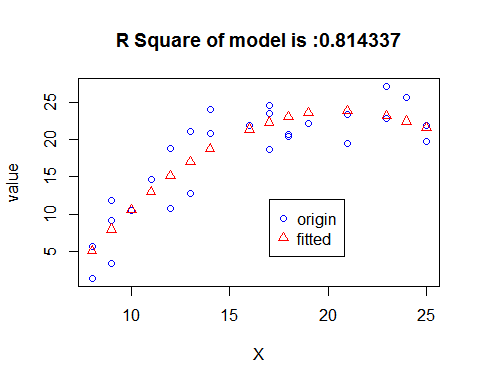 R Square of model is :0.814337
value
25
20
15
10
5
origin
fitted
10
15
20
25
X